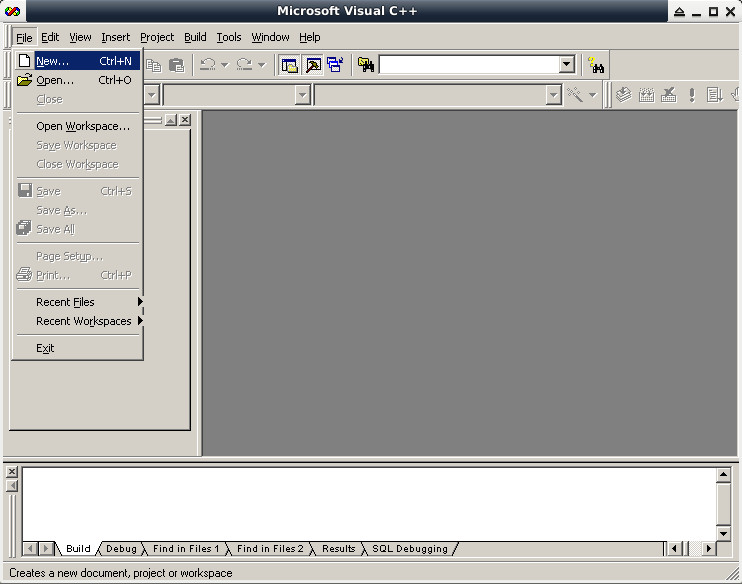 Microsoft Visual C++
File Edit View Insert Project Build Tools Window Help
New... Ctrl+N
Open... Ctrl+O
Close
Open Workspace...
Save Workspace
Close Workspace
Save Ctrl+S
Save As...
Save All
Page Setup...
Print... Ctrl+P
Recent Files
Recent Workspaces
Exit
Build Debug Find in Files 1 Find in Files 2 Results SQL Debugging
Creates a new document, project or workspace